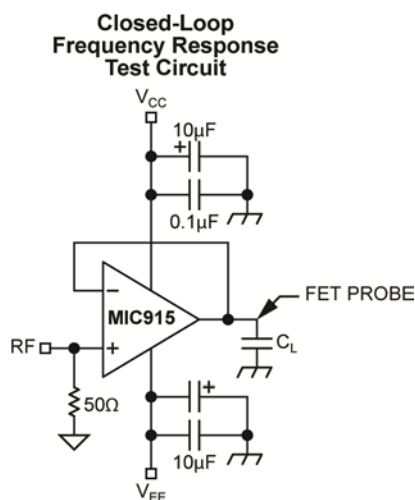 Closed-Loop
Frequency Response
Test Circuit
VCC
10µF
+
0.1µF
FET PROBE
−
MIC915
RF
+
CL
50Ω
+
10µF
VEE